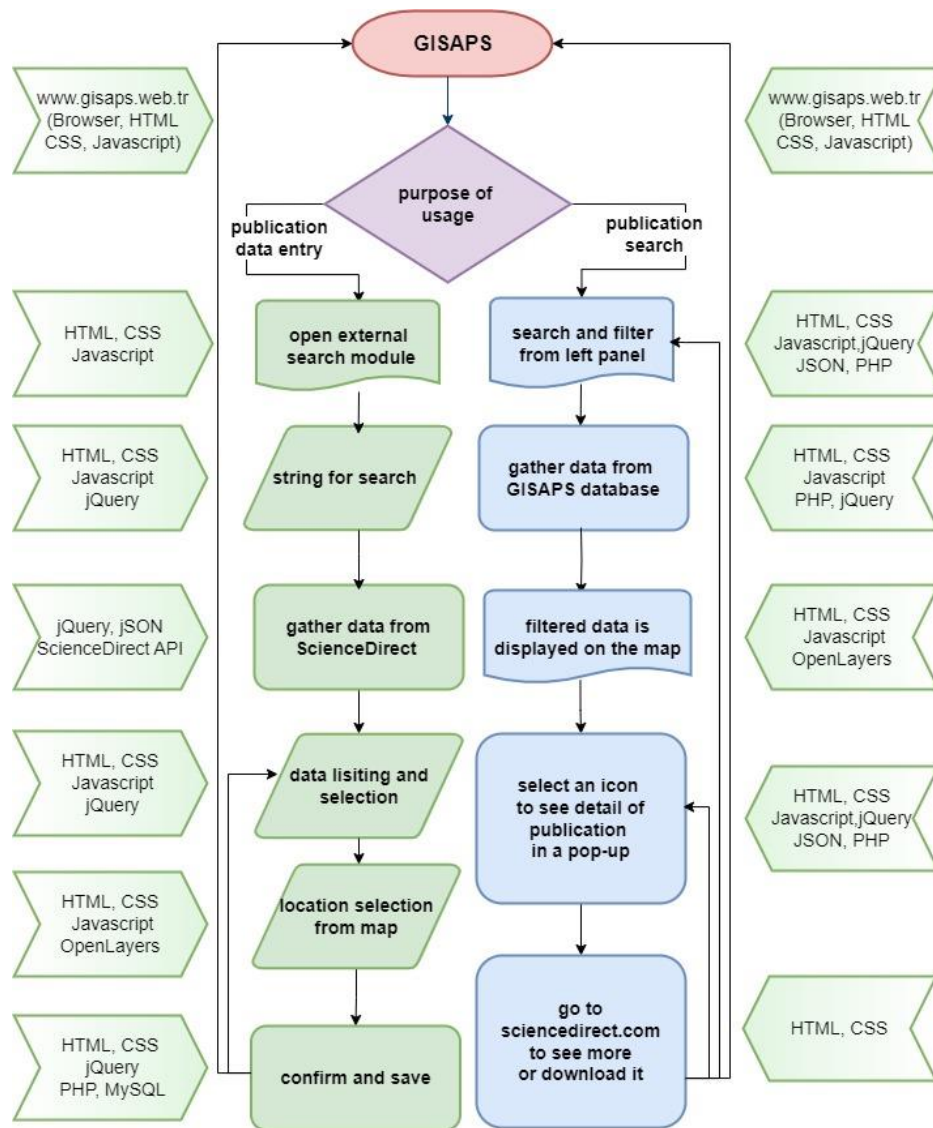 GISAPS
www.gisaps.web.tr
(Browser, HTML
CSS, Javascript)
www.gisaps.web.tr
(Browser, HTML
CSS, Javascript)
purpose of
usage
publication
data entry
publication
search
HTML, CSS
Javascript
open external
search module
search and filter
from left panel
HTML, CSS
Javascript,jQuery
JSON, PHP
HTML, CSS
Javascript
jQuery
string for search
gather data from
GISAPS database
HTML, CSS
Javascript
PHP, jQuery
jQuery, jSON
ScienceDirect API
gather data from
ScienceDirect
filtered data is
displayed on the map
HTML, CSS
Javascript
OpenLayers
HTML, CSS
Javascript
jQuery
data lisiting and
selection
select an icon
to see detail of
publication
in a pop-up
HTML, CSS
Javascript,jQuery
JSON, PHP
HTML, CSS
Javascript
OpenLayers
location selection
from map
go to
sciencedirect.com
to see more
or download it
HTML, CSS
HTML, CSS
jQuery
PHP, MySQL
confirm and save